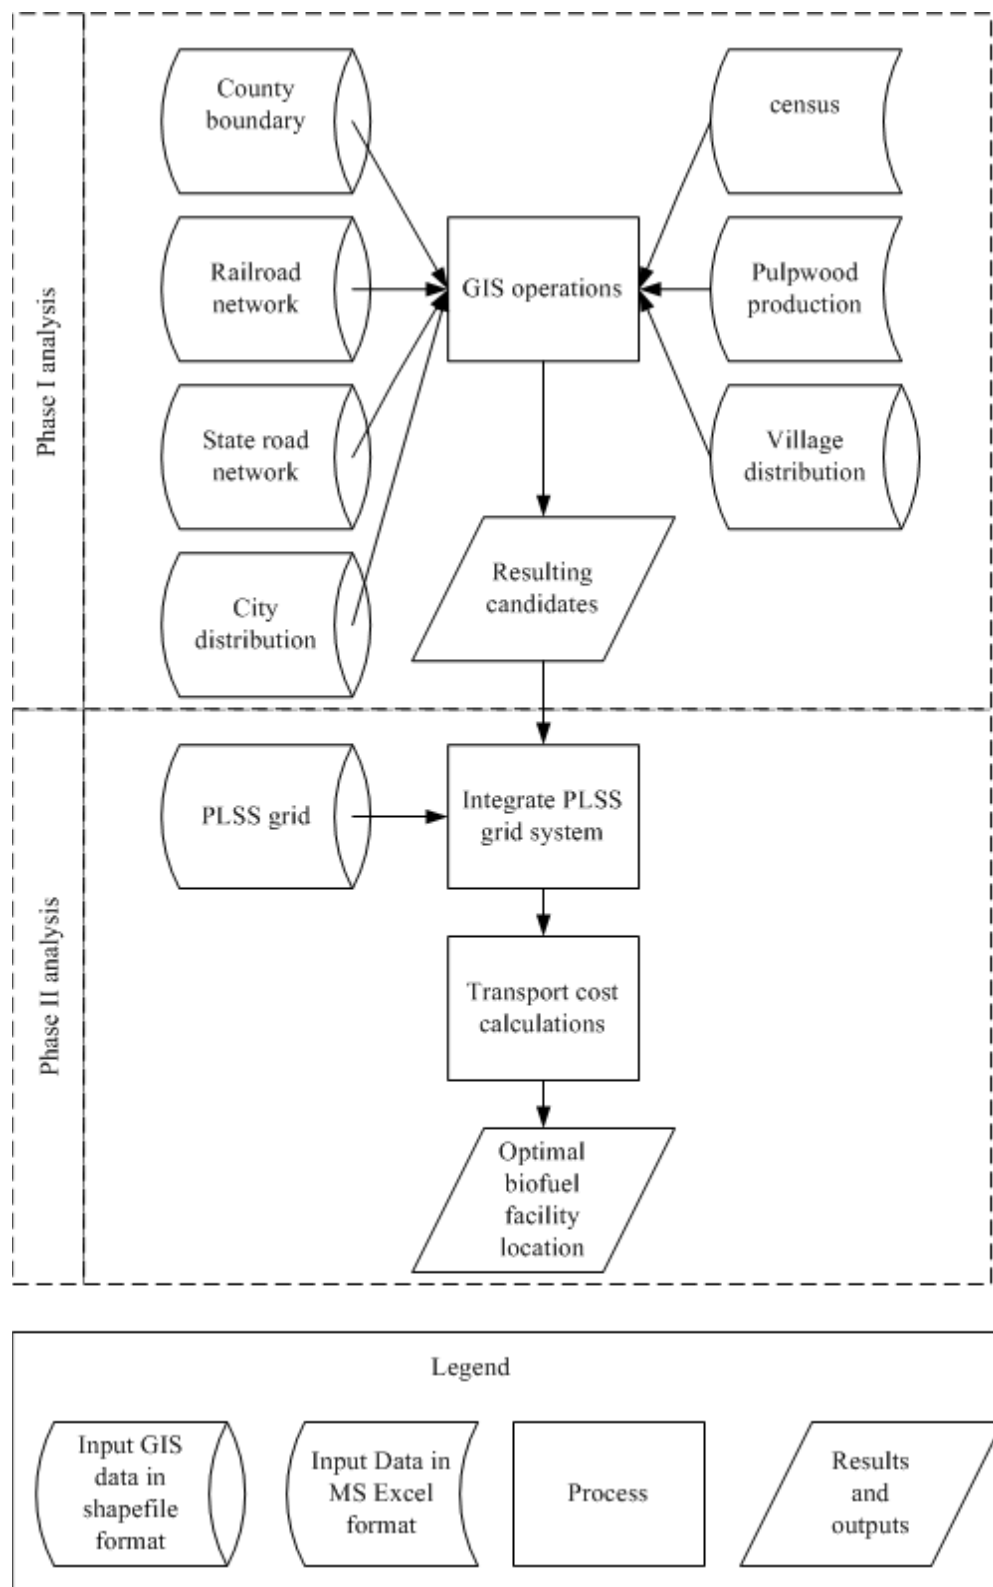 Phase I analysis
County
boundary
census
Railroad
network
GIS operations
Pulpwood
production
State road
network
Village
distribution
City
distribution
Resulting
candidates
Phase II analysis
PLSS grid
Integrate PLSS
grid system
Transport cost
calculations
Optimal
biofuel
facility
location
Legend
Input GIS
data in
shapefile
format
Input Data in
MS Excel
format
Process
Results
and
outputs